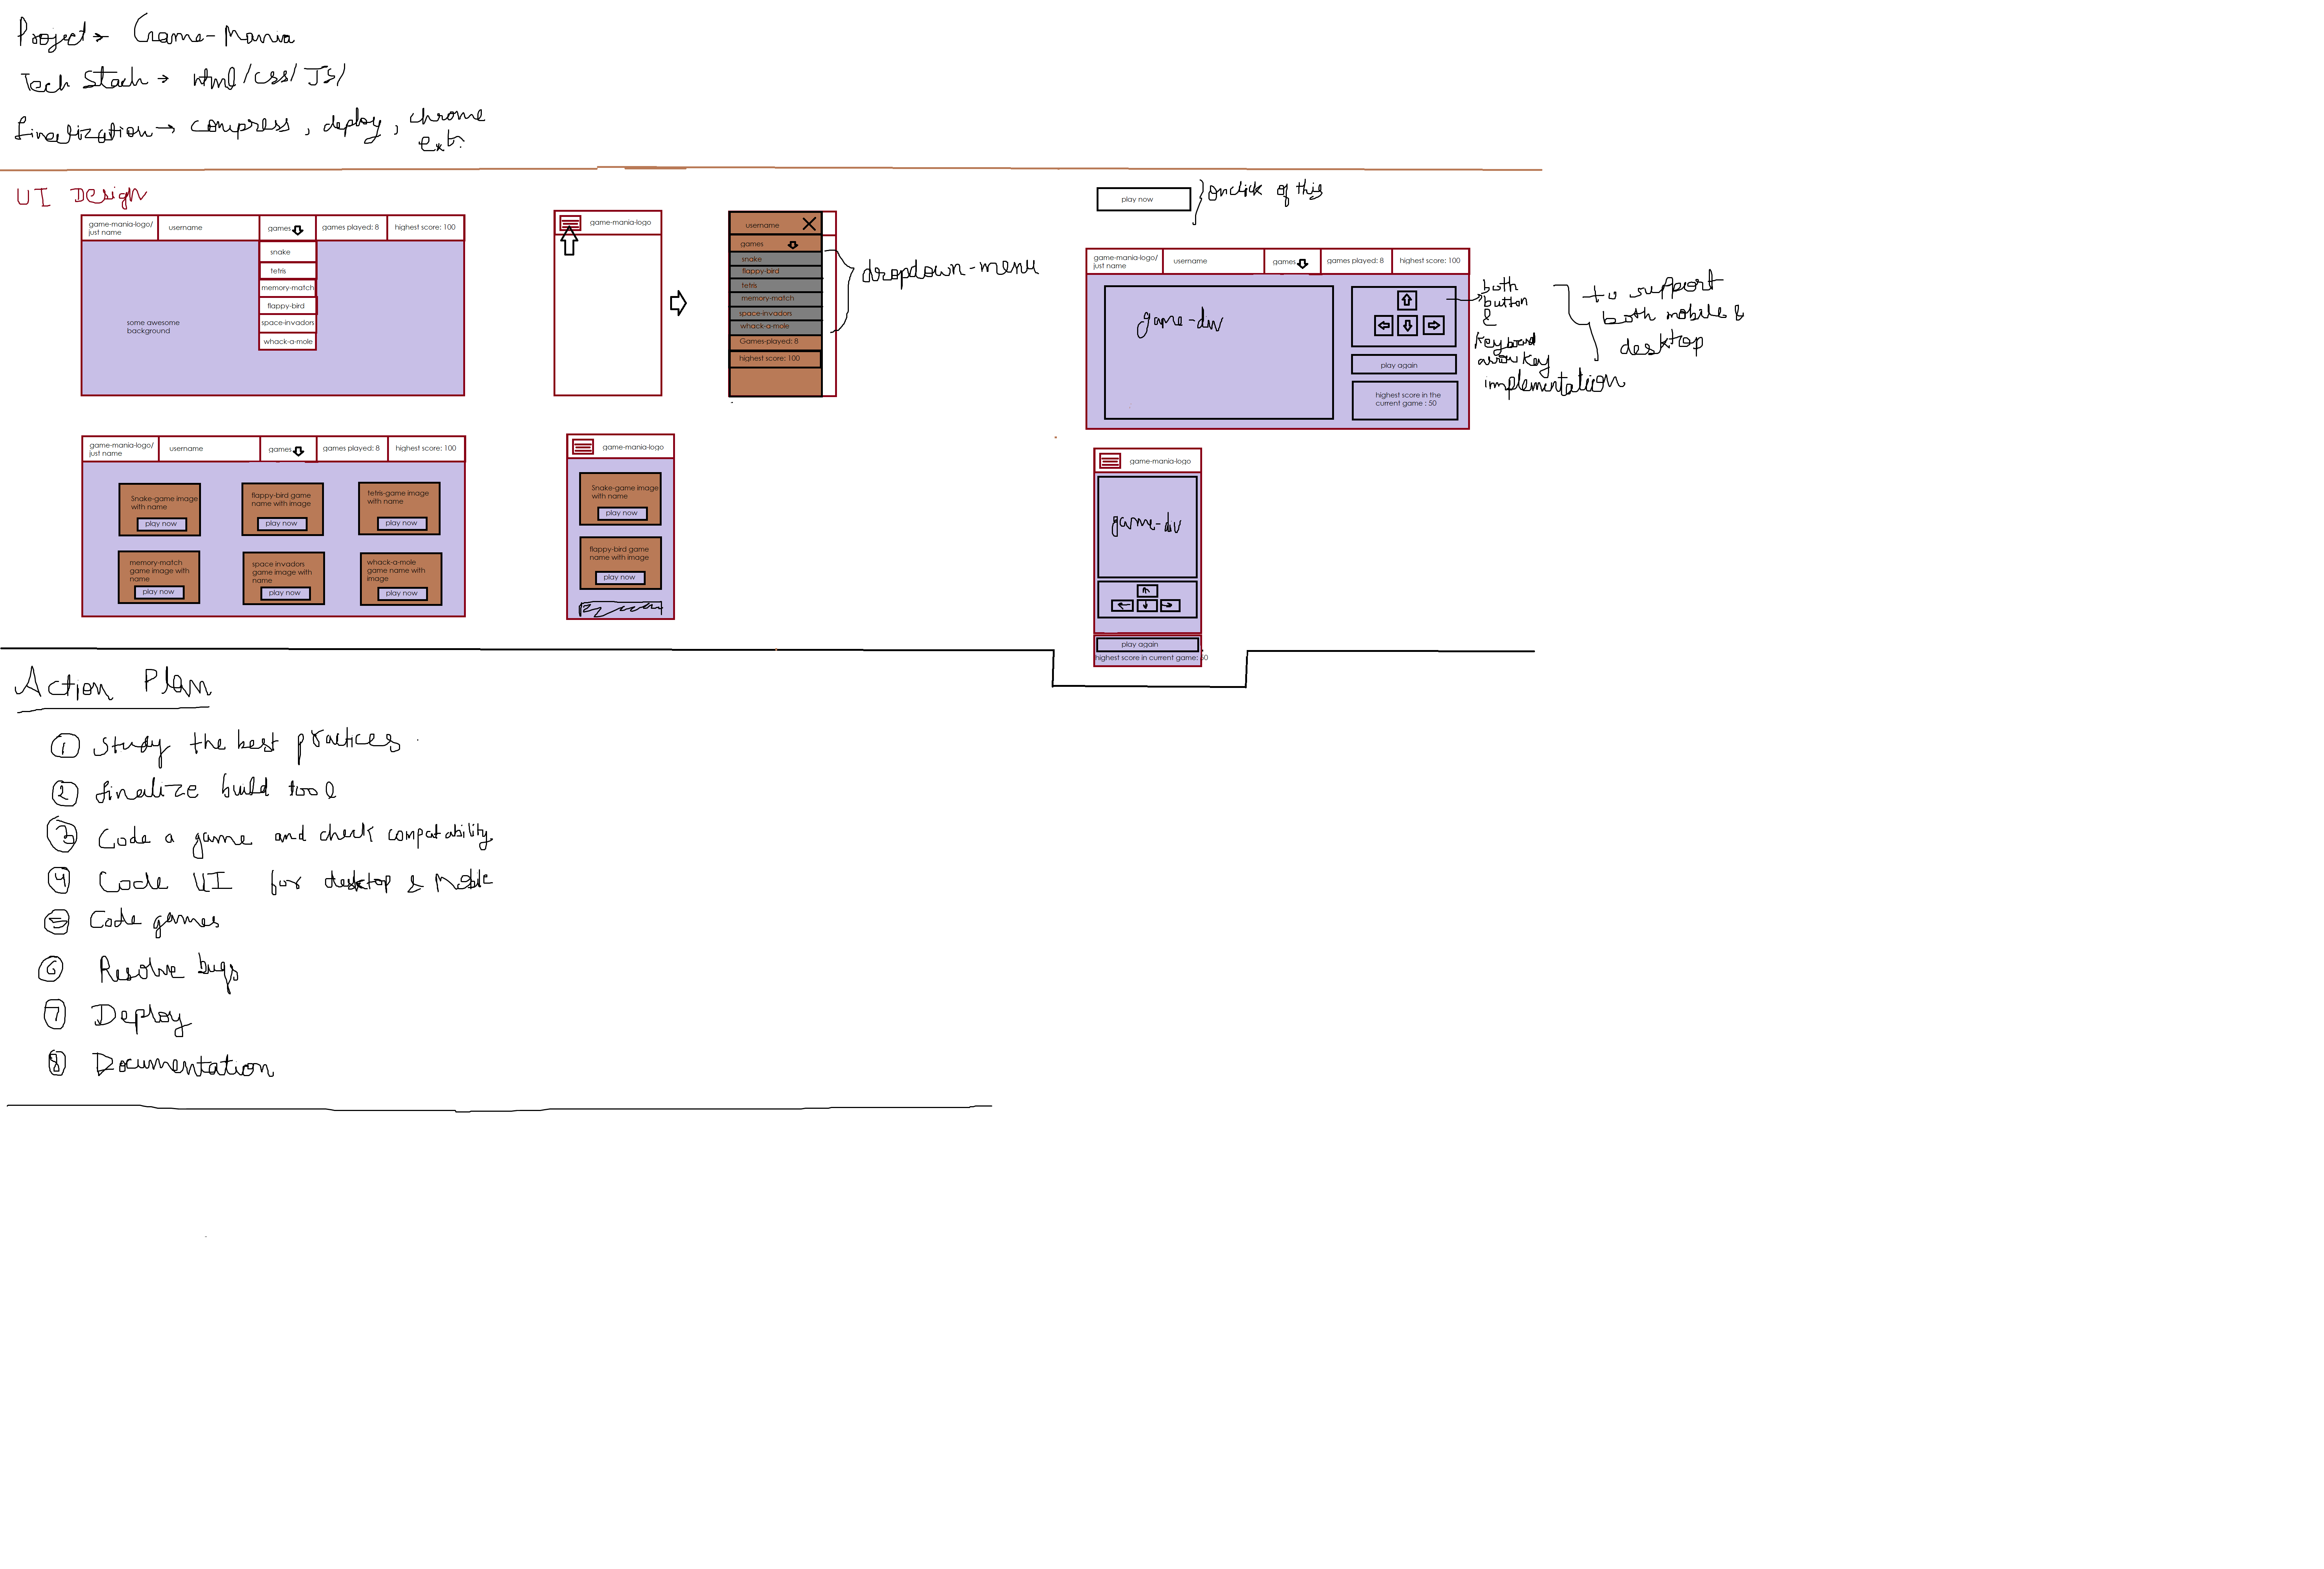 Project → Game-Mania
Tech Stack → Html/css/JS/
finalization → compress, deploy, chrome
ext.
UI Design
game-mania-logo/
just name
username
games
games played: 8
highest score: 100
snake
tetris
memory-match
flappy-bird
space-invadors
whack-a-mole
some awesome
background
game-mania-logo
username
games
snake
flappy-bird
tetris
memory-match
space-invadors
whack-a-mole
Games-played: 8
highest score: 100
dropdown-menu
play now
onclick of this
game-mania-logo/
just name
username
games
games played: 8
highest score: 100
game-div
play again
highest score in the
current game : 50
both
button
&
keyboard
arrow key
implementation
to support
both mobile &
desktop
game-mania-logo/
just name
username
games
games played: 8
highest score: 100
Snake-game image
with name
play now
flappy-bird game
name with image
play now
tetris-game image
with name
play now
memory-match
game image with
name
play now
space invadors
game image with
name
play now
whack-a-mole
game name with
image
play now
game-mania-logo
Snake-game image
with name
play now
flappy-bird game
name with image
play now
game-mania-logo
game-div
play again
highest score in current game: 50
Action Plan
1 Study the best practices.
2 finalize build tool
3 Code a game and check compatability.
4 Code UI for desktop & Mobile
5 Code games
6 Resolve bugs
7 Deploy
8 Documentation